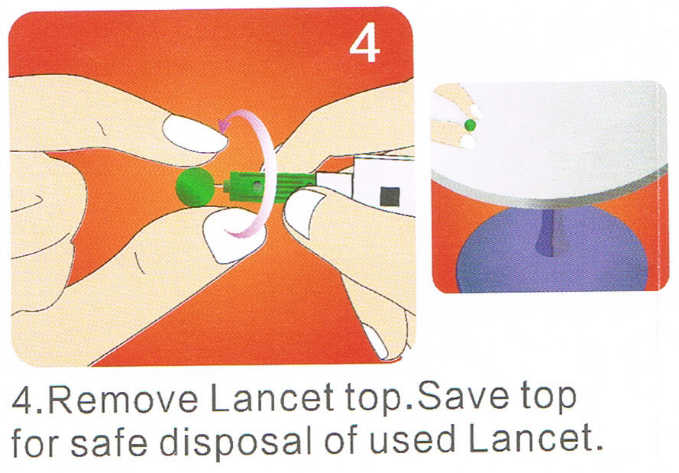 4
4.Remove Lancet top.Save top
for safe disposal of used Lancet.